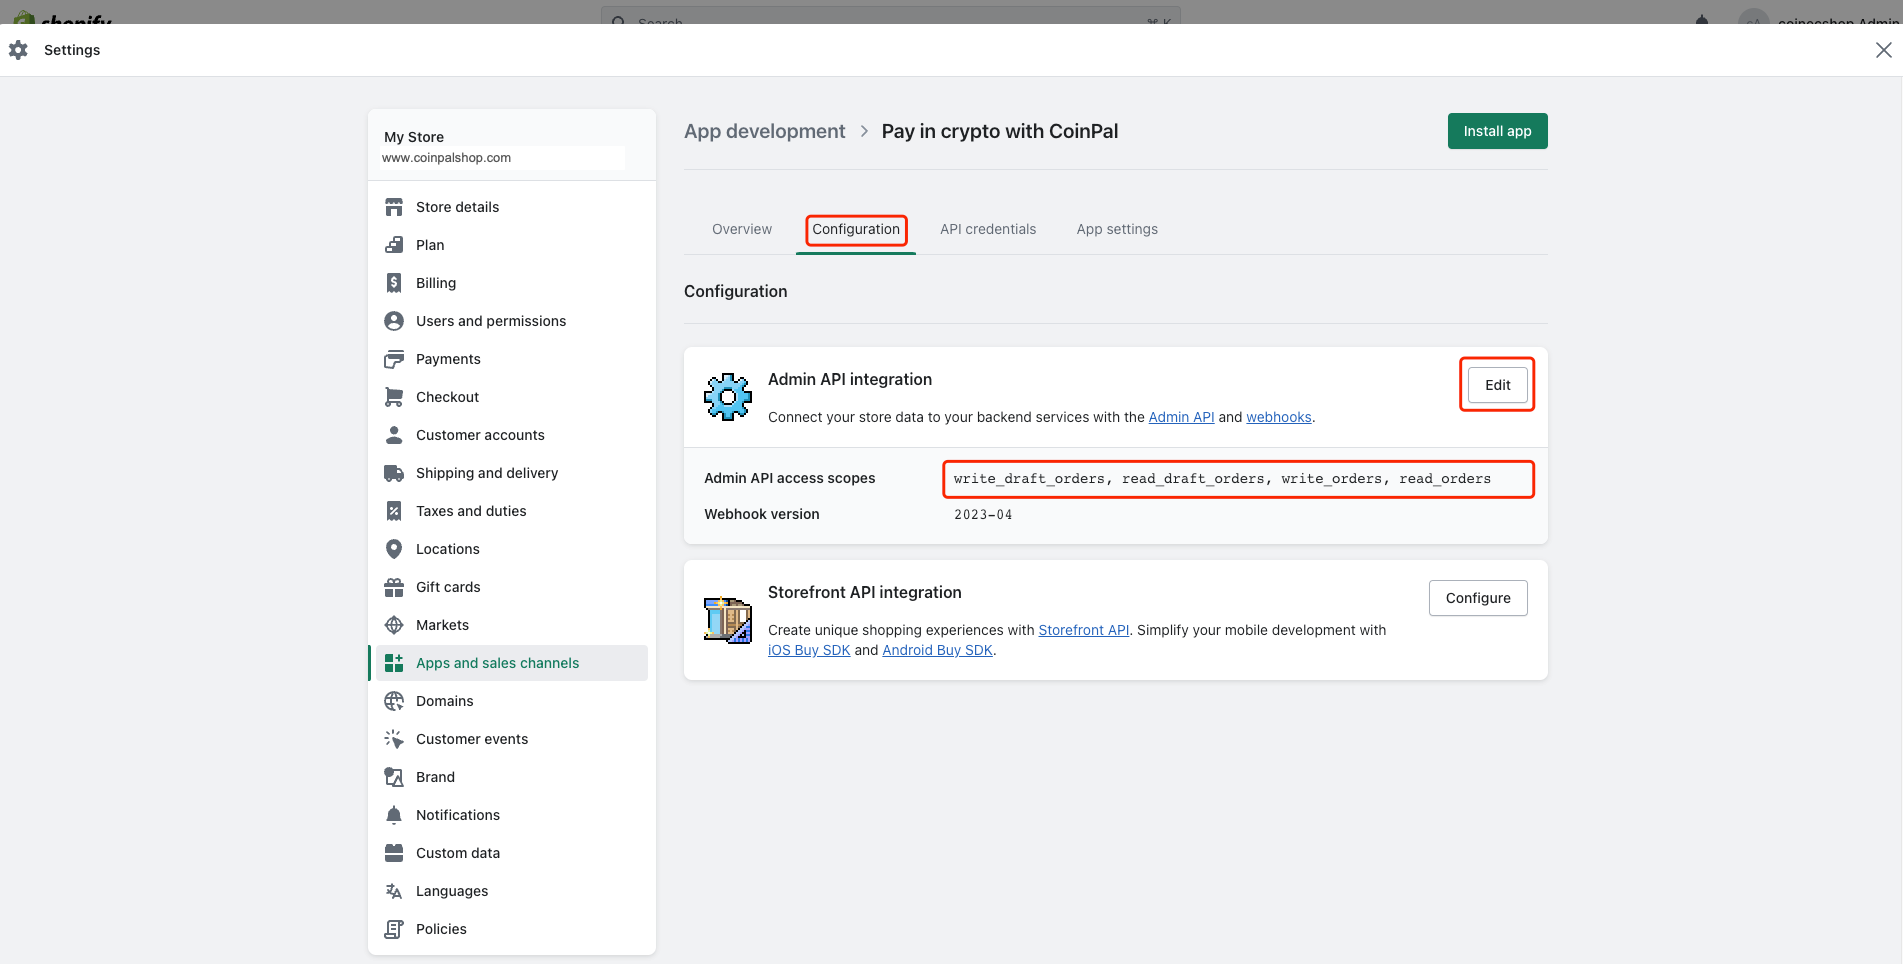 shopify
Search
⌘ K
coinecshop Admin
Settings
My Store
www.coinpalshop.com
Store details
Plan
Billing
Users and permissions
Payments
Checkout
Customer accounts
Shipping and delivery
Taxes and duties
Locations
Gift cards
Markets
Apps and sales channels
Domains
Customer events
Brand
Notifications
Custom data
Languages
Policies
App development > Pay in crypto with CoinPal
Install app
Overview Configuration API credentials App settings
Configuration
Admin API integration
Edit
Connect your store data to your backend services with the Admin API and webhooks.
Admin API access scopes write_draft_orders, read_draft_orders, write_orders, read_orders
Webhook version 2023-04
Storefront API integration
Configure
Create unique shopping experiences with Storefront API. Simplify your mobile development with
iOS Buy SDK and Android Buy SDK.